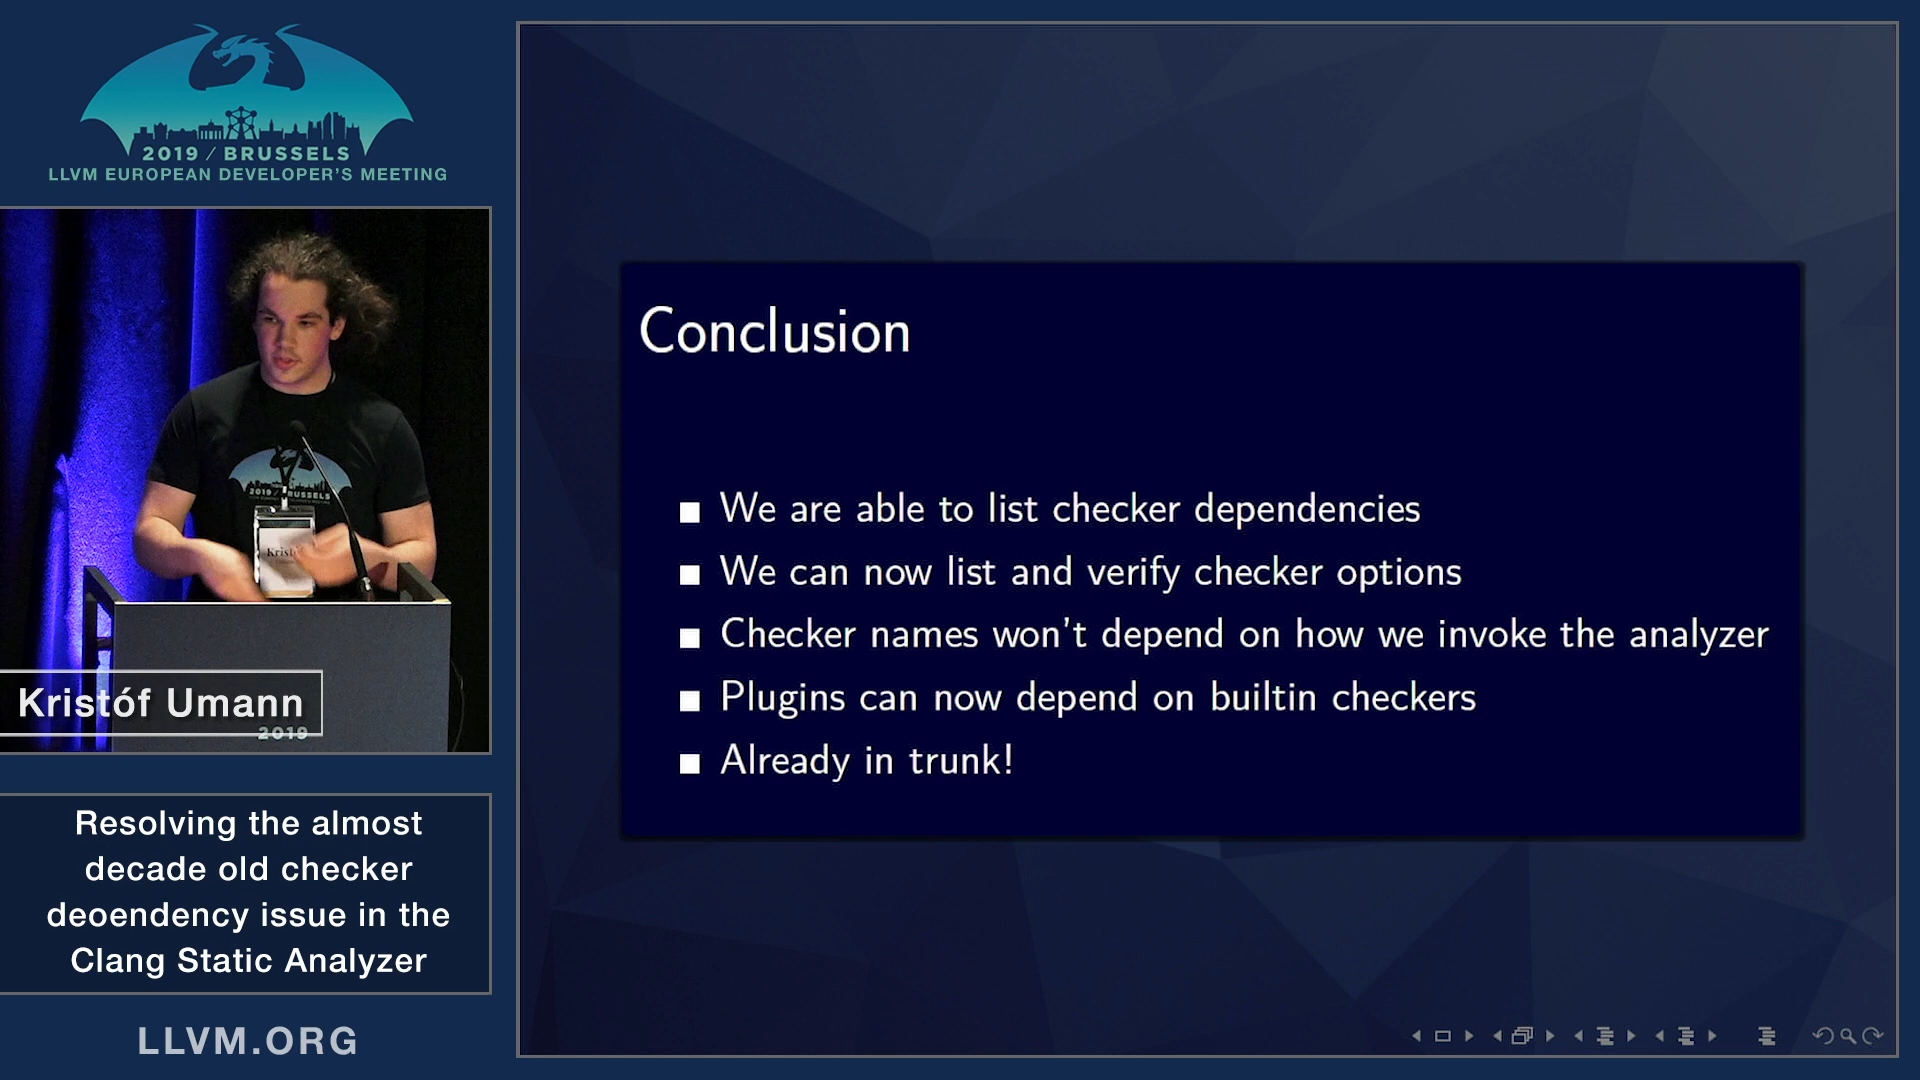 2019 / BRUSSELS
LLVM EUROPEAN DEVELOPER'S MEETING
2019 / BRUSSELS
Kristóf Umann
2019
Resolving the almost
decade old checker
deoendency issue in the
Clang Static Analyzer
LLVM.ORG
Conclusion
We are able to list checker dependencies
We can now list and verify checker options
Checker names won't depend on how we invoke the analyzer
Plugins can now depend on builtin checkers
Already in trunk!